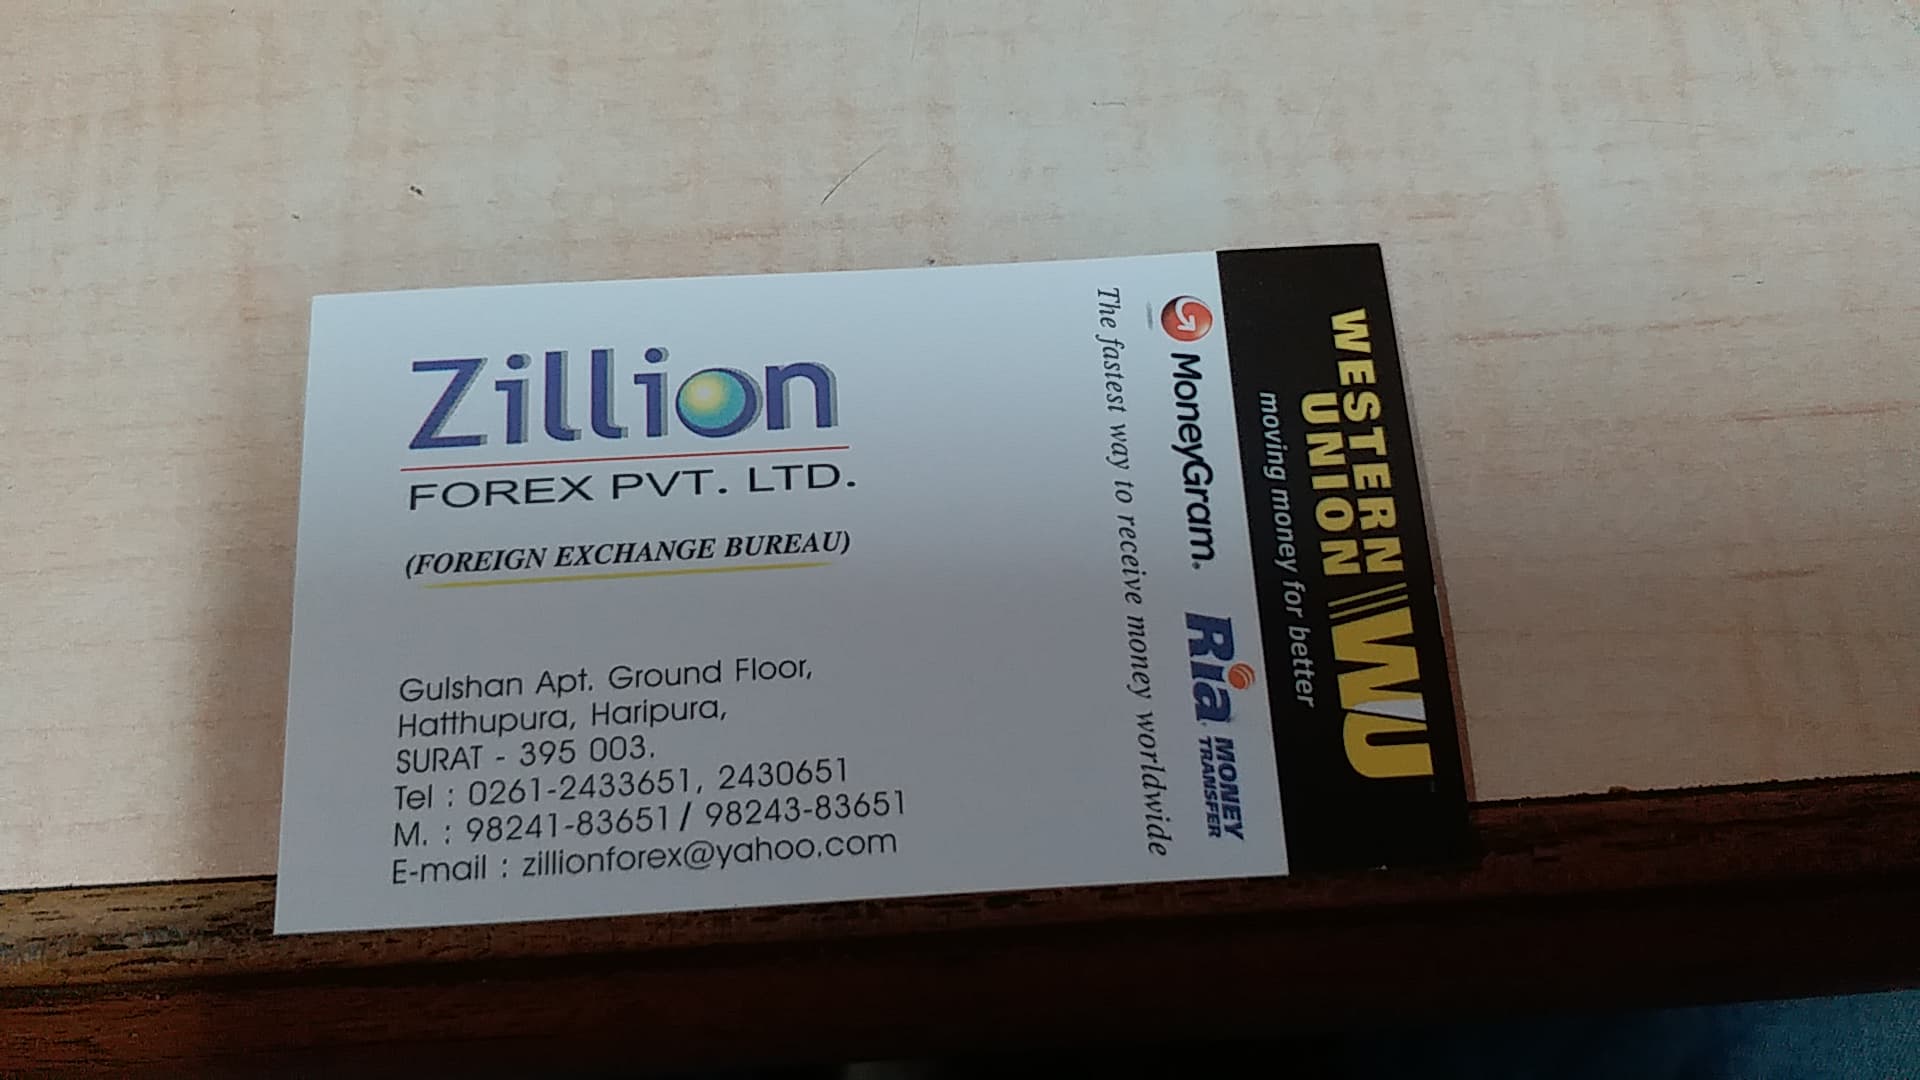 Zillion
FOREX PVT. LTD.
(FOREIGN EXCHANGE BUREAU)
Gulshan Apt. Ground Floor,
Hatthupura, Haripura,
SURAT - 395 003.
Tel : 0261-2433651, 2430651
M. : 98241-83651 / 98243-83651
E-mail : zillionforex@yahoo.com
WESTERN
UNION
WU
moving money for better
MoneyGram.
Ria MONEY
TRANSFER
The fastest way to receive money worldwide